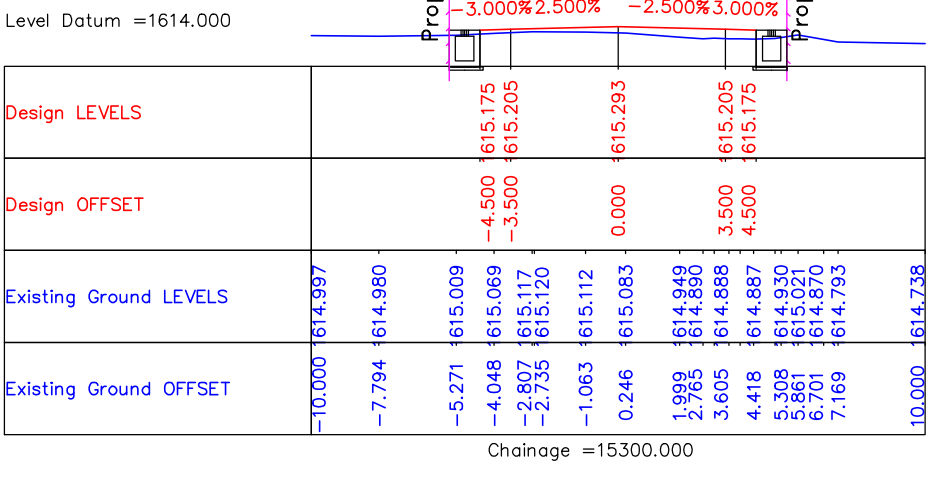 -3.000% 2.500% -2.500% 3.000%
Prop
Prop
Level Datum =1614.000
Design LEVELS 1615.175 1615.205 1615.293 1615.205 1615.175
Design OFFSET -4.500 -3.500 0.000 3.500 4.500
Existing Ground LEVELS 1614.997 1614.980 1615.009 1615.069 1615.117 1615.120 1615.112 1615.083 1614.949 1614.890 1614.888 1614.887 1614.930 1615.021 1614.870 1614.793 1614.738
Existing Ground OFFSET -10.000 -7.794 -5.271 -4.048 -2.807 -2.735 -1.063 0.246 1.999 2.765 3.605 4.418 5.308 5.861 6.701 7.169 10.000
Chainage =15300.000